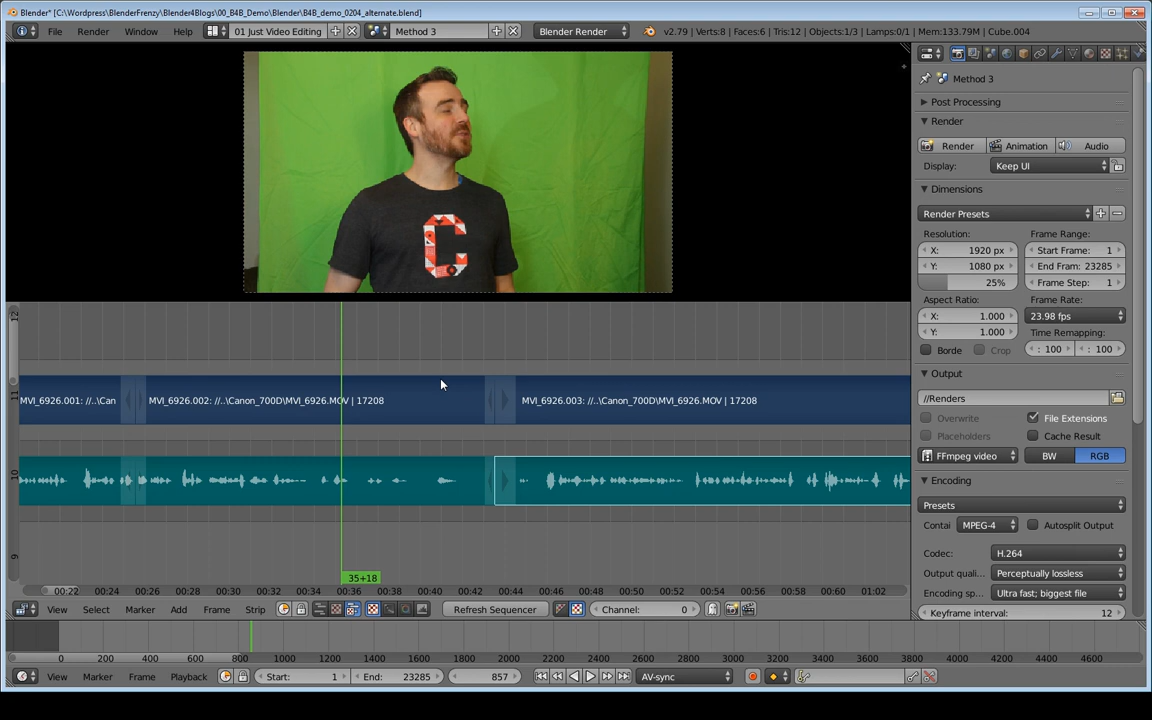 Blender* [C:\Wordpress\BlenderFrenzy\Blender4Blogs\00_B4B_Demo\Blender\B4B_demo_0204_alternate.blend]
File Render Window Help 01 Just Video Editing Method 3 Blender Render v2.79 | Verts:8 | Faces:6 | Tris:12 | Objects:1/3 | Lamps:0/1 | Mem:133.79M | Cube.004
Method 3
Post Processing
Render
Render Animation Audio
Display: Keep UI
Dimensions
Render Presets
Resolution: Frame Range:
X: 1920 px Start Frame: 1
Y: 1080 px End Fram: 23285
25% Frame Step: 1
Aspect Ratio: Frame Rate:
X: 1.000 23.98 fps
Y: 1.000 Time Remapping:
Borde Crop : 100 : 100
Output
//Renders
Overwrite File Extensions
Placeholders Cache Result
FFmpeg video BW RGB
Encoding
Presets
Contai MPEG-4 Autosplit Output
Codec: H.264
Output quali... Perceptually lossless
Encoding sp... Ultra fast; biggest file
Keyframe interval: 12
C
12
11
MVI_6926.001: //..\Can MVI_6926.002: //..\Canon_700D\MVI_6926.MOV | 17208 MVI_6926.003: //..\Canon_700D\MVI_6926.MOV | 17208
10
9
35+18
00:22 00:24 00:26 00:28 00:30 00:32 00:34 00:36 00:38 00:40 00:42 00:44 00:46 00:48 00:50 00:52 00:54 00:56 00:58 01:00 01:02
View Select Marker Add Frame Strip Refresh Sequencer Channel: 0
0 200 400 600 800 1000 1200 1400 1600 1800 2000 2200 2400 2600 2800 3000 3200 3400 3600 3800 4000 4200 4400 4600
View Marker Frame Playback Start: 1 End: 23285 857 AV-sync